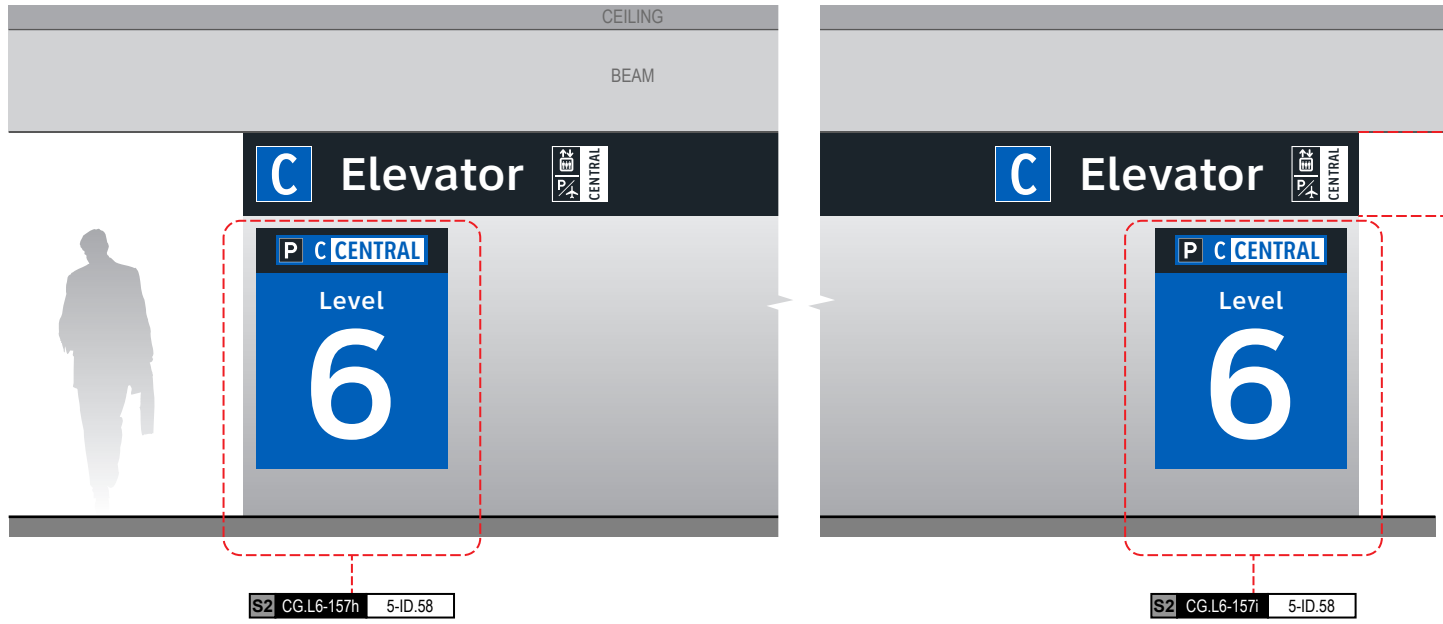 CEILING
BEAM
C Elevator P CENTRAL
C Elevator P CENTRAL
P C CENTRAL
P C CENTRAL
Level
Level
6
6
S2 CG.L6-157h 5-ID.58
S2 CG.L6-157i 5-ID.58